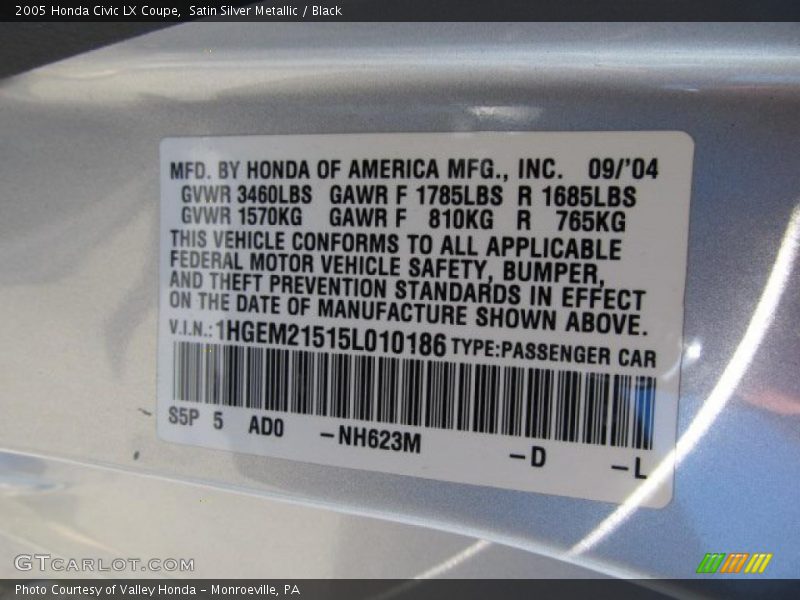 2005 Honda Civic LX Coupe, Satin Silver Metallic / Black
MFD. BY HONDA OF AMERICA MFG., INC. 09/'04
GVWR 3460LBS GAWR F 1785LBS R 1685LBS
GVWR 1570KG GAWR F 810KG R 765KG
THIS VEHICLE CONFORMS TO ALL APPLICABLE
FEDERAL MOTOR VEHICLE SAFETY, BUMPER,
AND THEFT PREVENTION STANDARDS IN EFFECT
ON THE DATE OF MANUFACTURE SHOWN ABOVE.
V.I.N.: 1HGEM21515L010186 TYPE:PASSENGER CAR
S5P 5 AD0 -NH623M -D -L
GTCARLOT.COM
Photo Courtesy of Valley Honda - Monroeville, PA